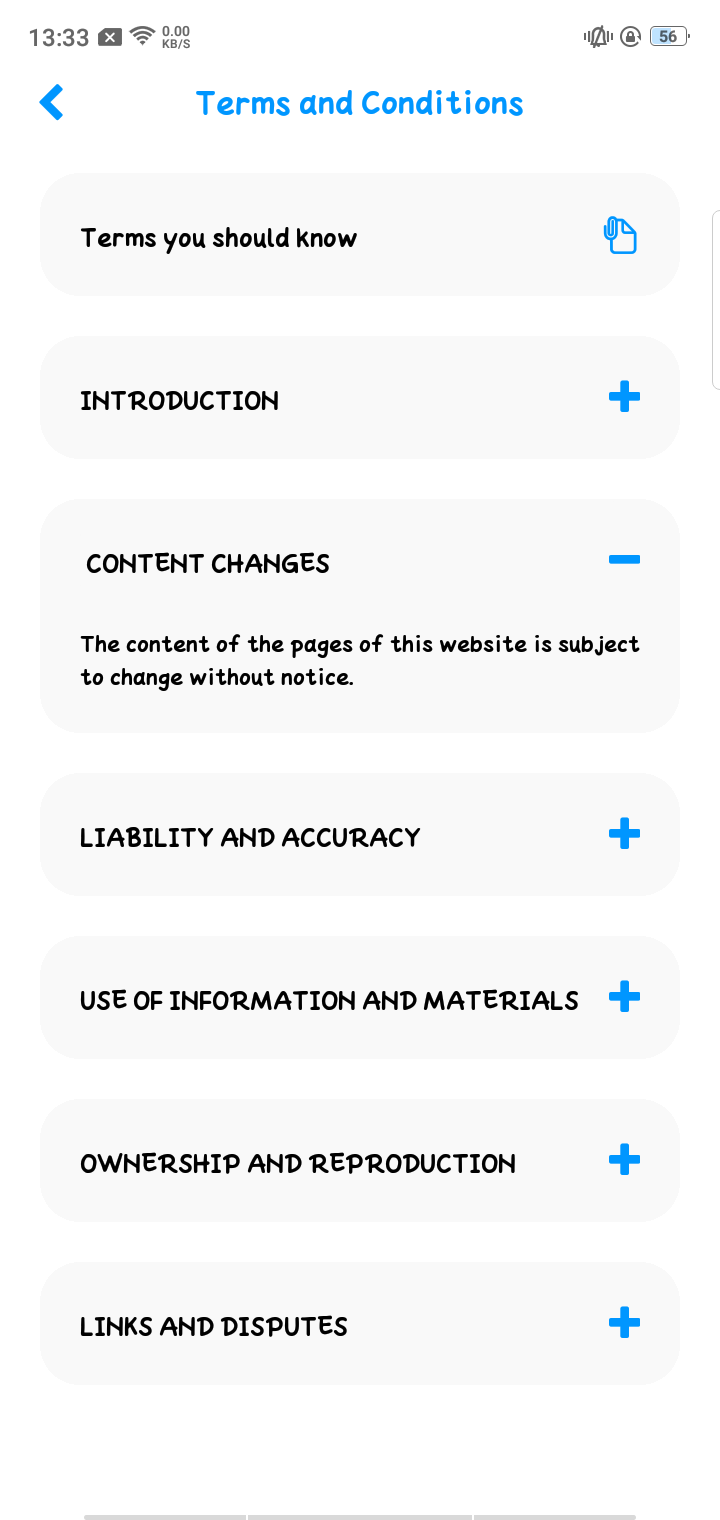 13:33
0.00
KB/S
56
Terms and Conditions
Terms you should know
INTRODUCTION
CONTENT CHANGES
The content of the pages of this website is subject
to change without notice.
LIABILITY AND ACCURACY
USE OF INFORMATION AND MATERIALS
OWNERSHIP AND REPRODUCTION
LINKS AND DISPUTES